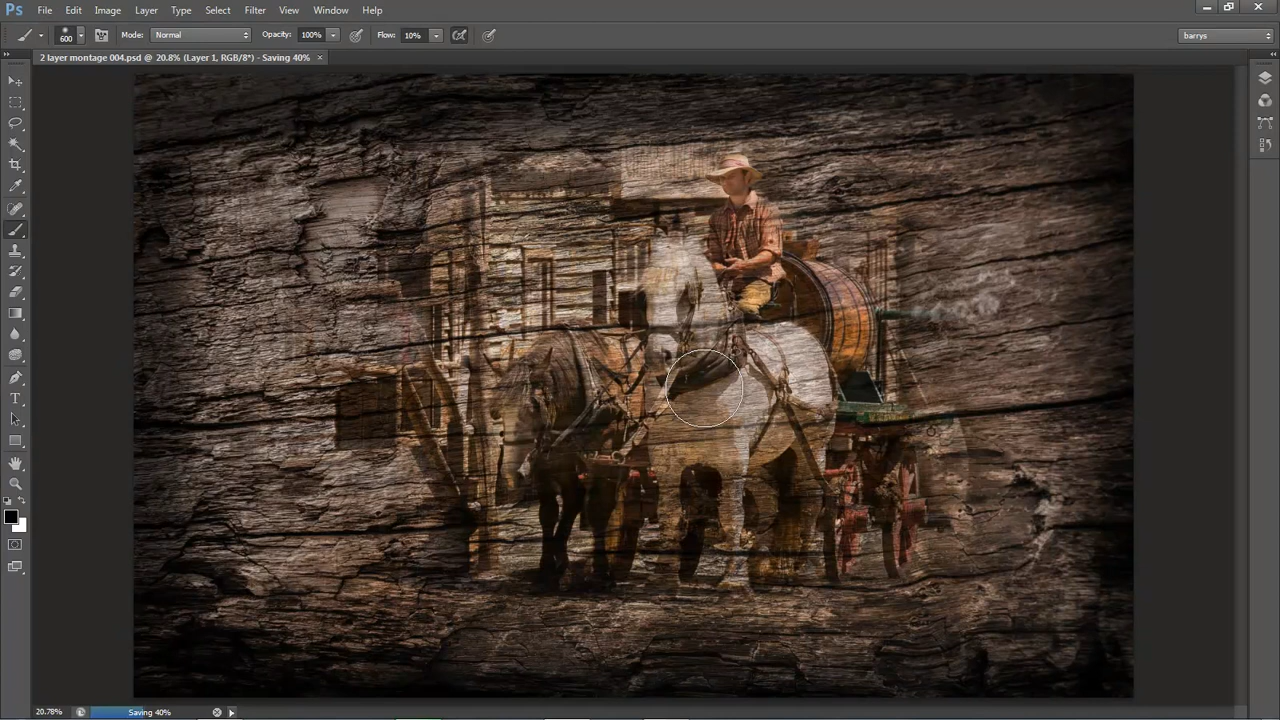 Ps File Edit Image Layer Type Select Filter View Window Help
600 Mode: Normal Opacity: 100% Flow: 10% barrys
2 layer montage 004.psd @ 20.8% (Layer 1, RGB/8*) - Saving 40% ×
T
20.78% Saving 40%